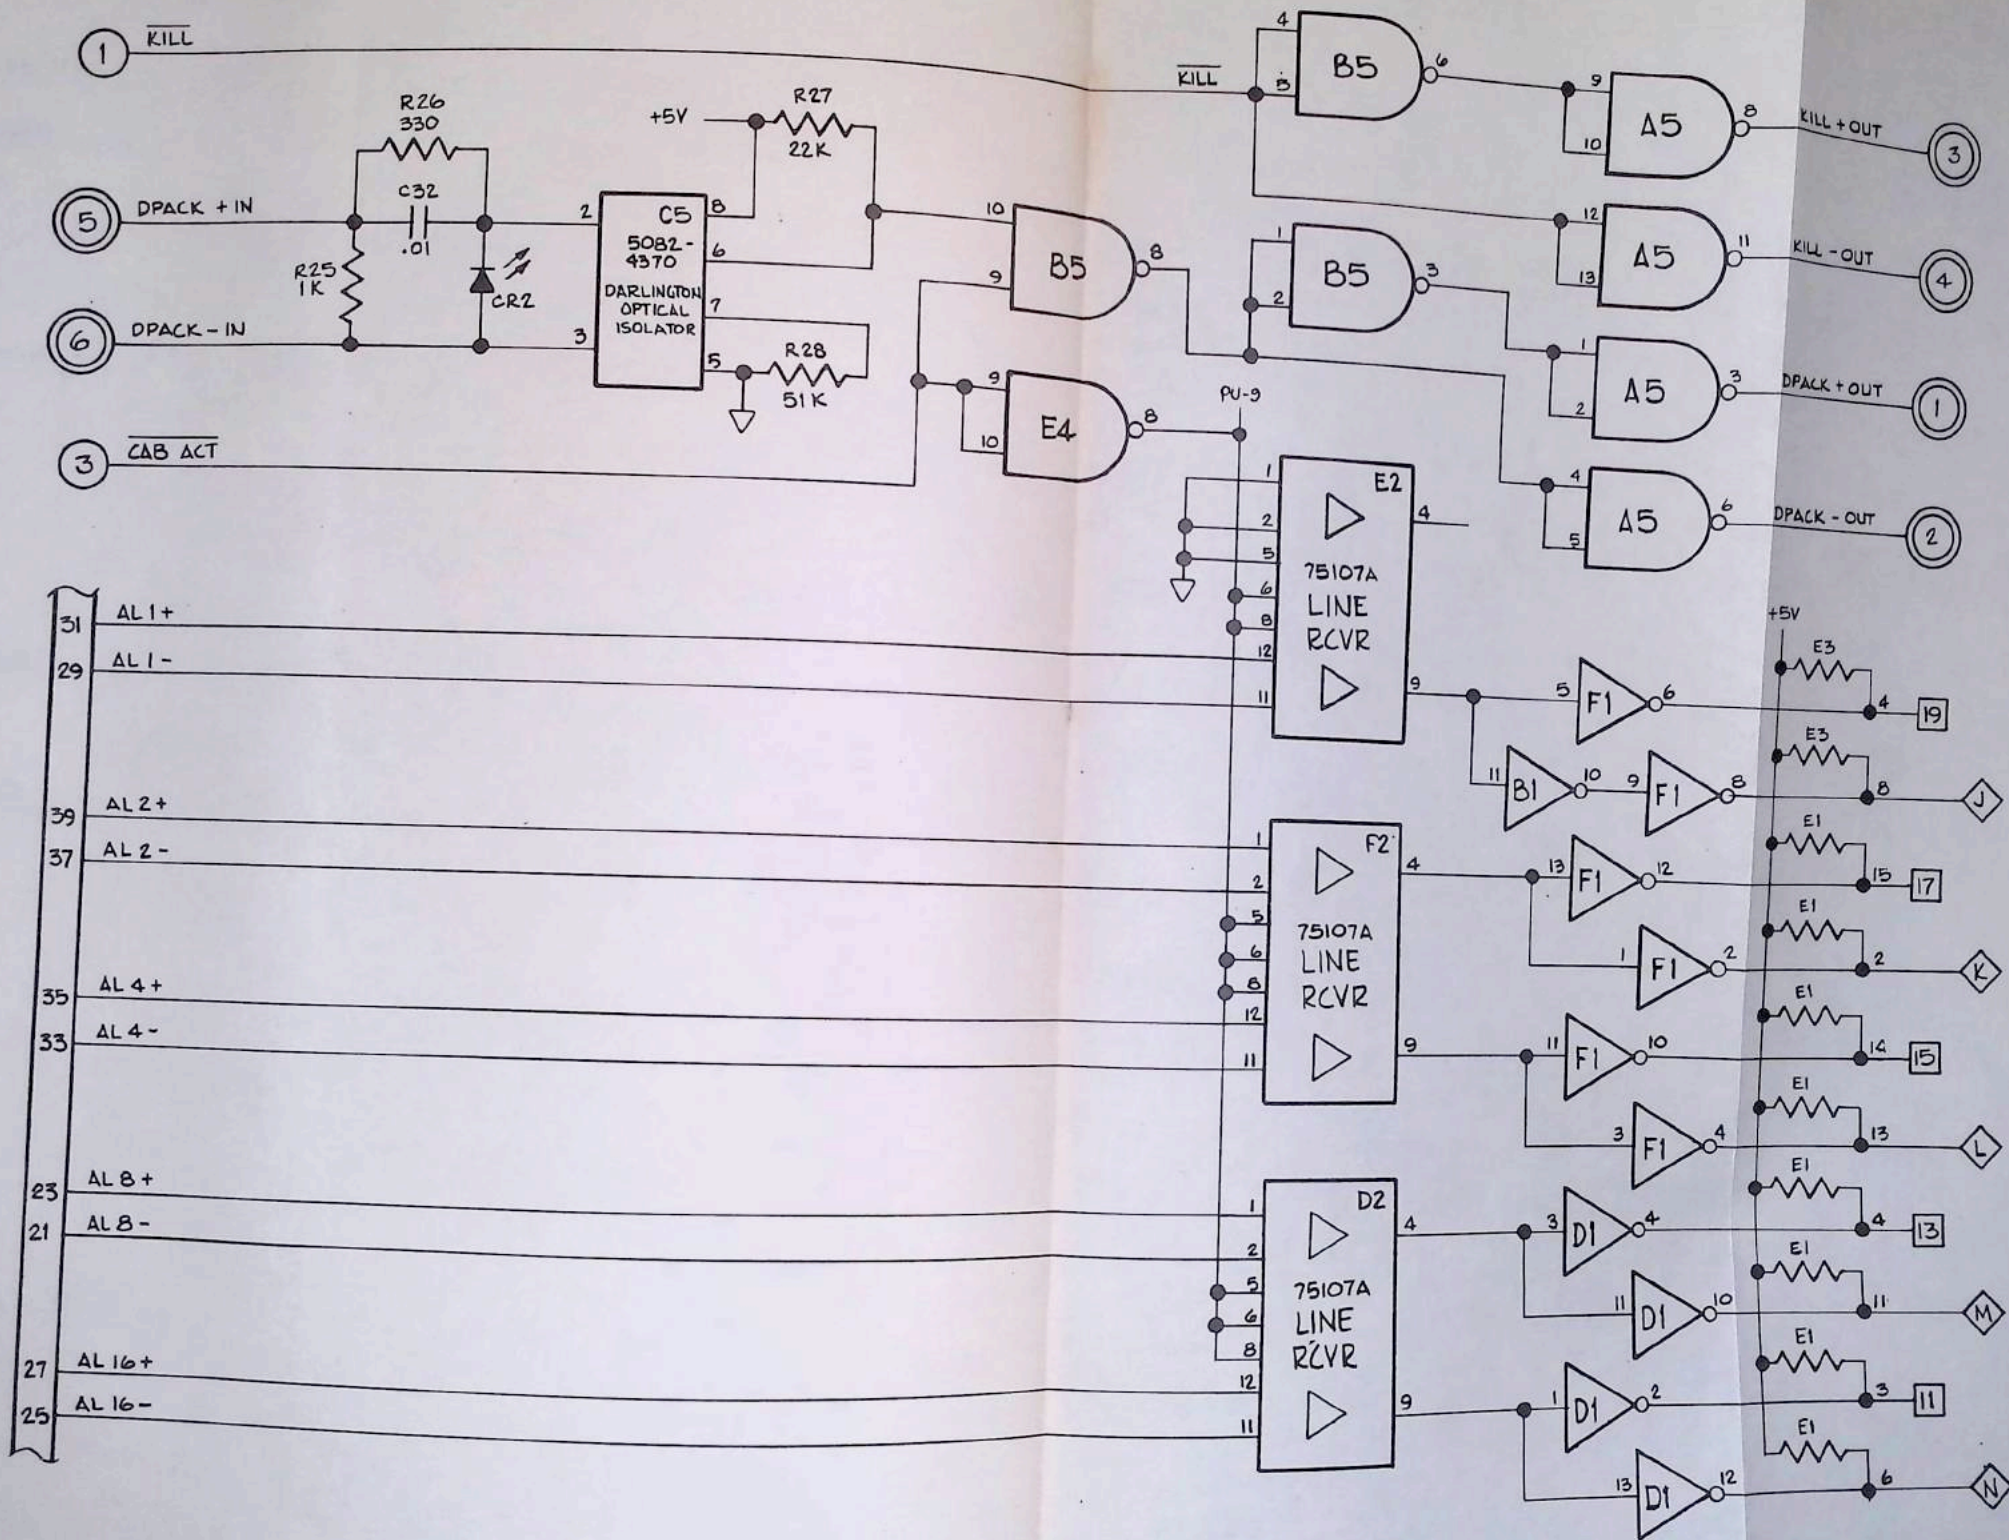 1 KILL
KILL
4
5
B5
6
9
10
A5
8
KILL + OUT
3
12
13
A5
11
KILL - OUT
4
R26
330
C32
.01
5 DPACK + IN
R25
1K
CR2
6 DPACK - IN
+5V
R27
22K
2
3
C5
5082-
4370
DARLINGTON
OPTICAL
ISOLATOR
8
6
7
5
R28
51K
10
9
B5
8
1
2
B5
3
1
2
A5
3
DPACK + OUT
1
4
5
A5
6
DPACK - OUT
2
3 CAB ACT
9
10
E4
8
PU-9
1
2
5
6
8
12
11
E2
75107A
LINE
RCVR
4
9
31 AL 1+
29 AL 1-
5 F1 6
+5V
E3
4
19
11 B1 10
9 F1 8
E3
8
J
39 AL 2+
37 AL 2-
35 AL 4+
33 AL 4-
1
2
5
6
8
12
11
F2
75107A
LINE
RCVR
4
9
13 F1 12
E1
15
17
1 F1 2
E1
2
K
11 F1 10
E1
14
15
3 F1 4
E1
13
L
23 AL 8+
21 AL 8-
27 AL 16+
25 AL 16-
1
2
5
6
8
12
11
D2
75107A
LINE
RCVR
4
9
3 D1 4
E1
4
13
11 D1 10
E1
11
M
1 D1 2
E1
3
11
13 D1 12
E1
6
N